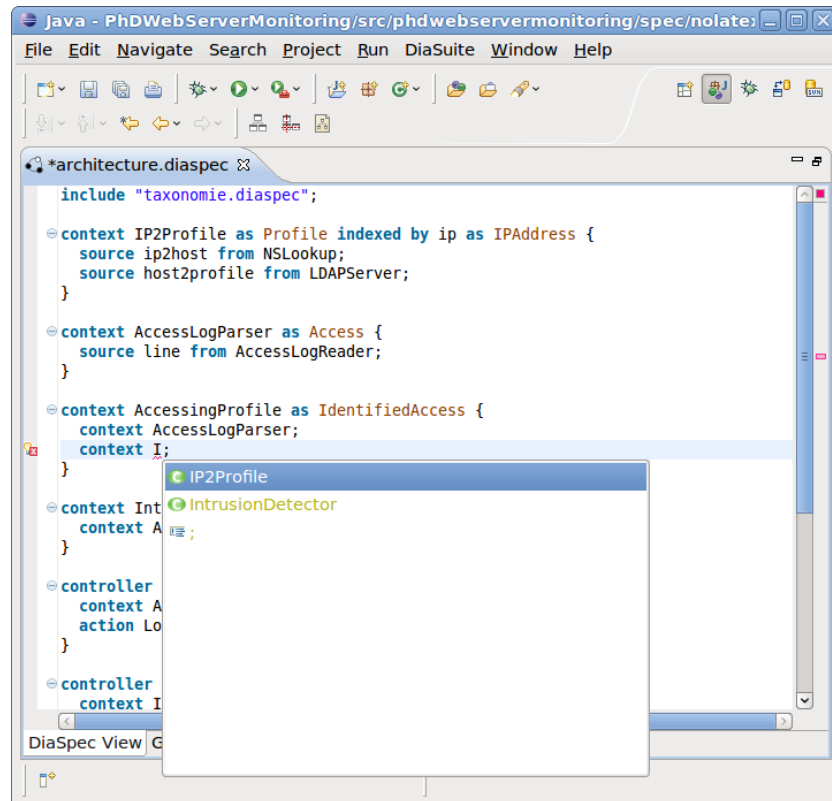 Java - PhDWebServerMonitoring/src/phdwebservermonitoring/spec/nolate
File Edit Navigate Search Project Run DiaSuite Window Help
*architecture.diaspec
include "taxonomie.diaspec";
context IP2Profile as Profile indexed by ip as IPAddress {
source ip2host from NSLookup;
source host2profile from LDAPServer;
}
context AccessLogParser as Access {
source line from AccessLogReader;
}
context AccessingProfile as IdentifiedAccess {
context AccessLogParser;
context I;
}
IP2Profile
context Int
IntrusionDetector
context A
;
}
controller
context A
action Lo
}
controller
context I
DiaSpec View G